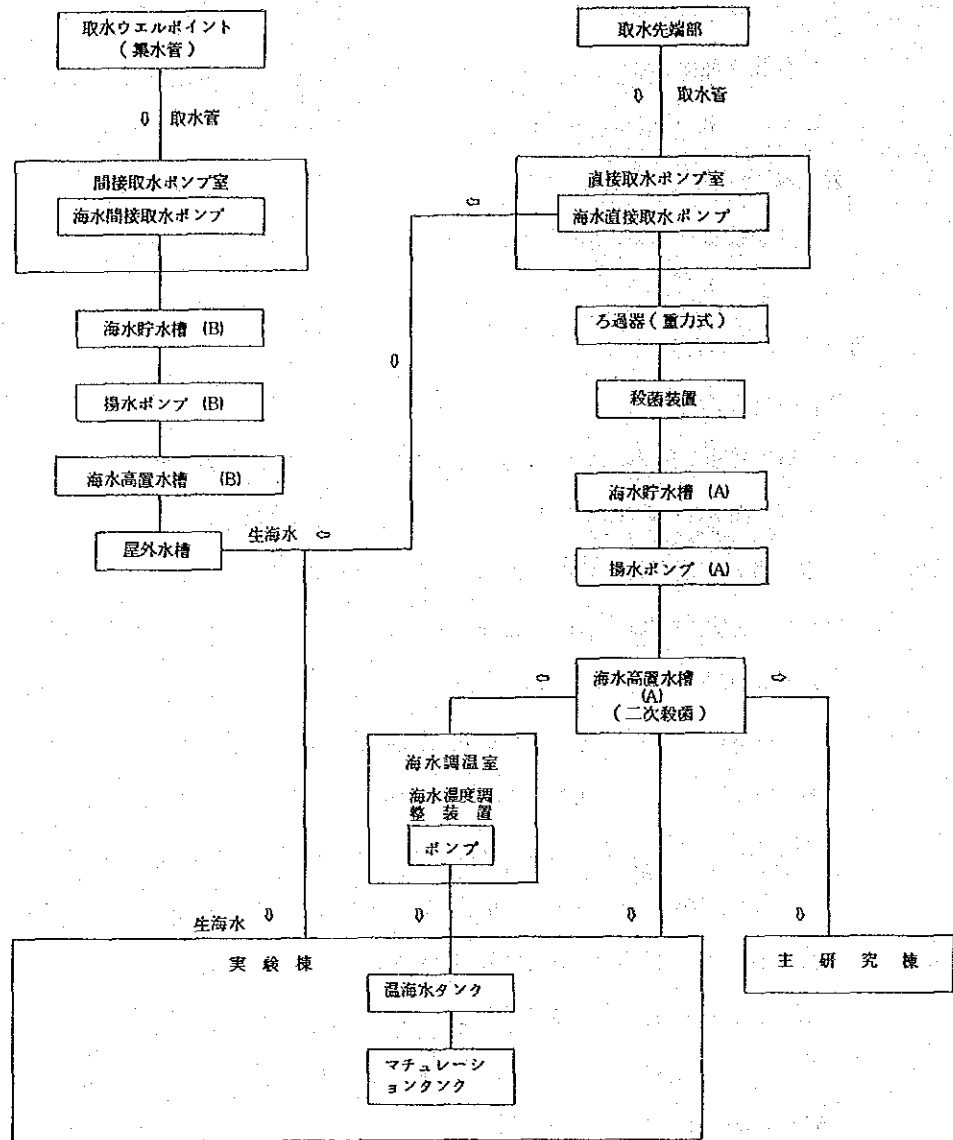 取水ウエルポイント
（集水管）
⇩ 取水管
間接取水ポンプ室
海水間接取水ポンプ
海水貯水槽 (B)
揚水ポンプ (B)
海水高置水槽 (B)
屋外水槽
生海水 ⇦
取水先端部
⇩ 取水管
直接取水ポンプ室
海水直接取水ポンプ
⇦
⇩
ろ過器（重力式）
殺菌装置
海水貯水槽 (A)
揚水ポンプ (A)
⇦
海水高置水槽
(A)
（二次殺菌）
⇨
海水調温室
海水温度調
整装置
ポンプ
生海水 ⇩
⇩
⇩
⇩
実験棟
温海水タンク
マチュレーシ
ョンタンク
主研究棟